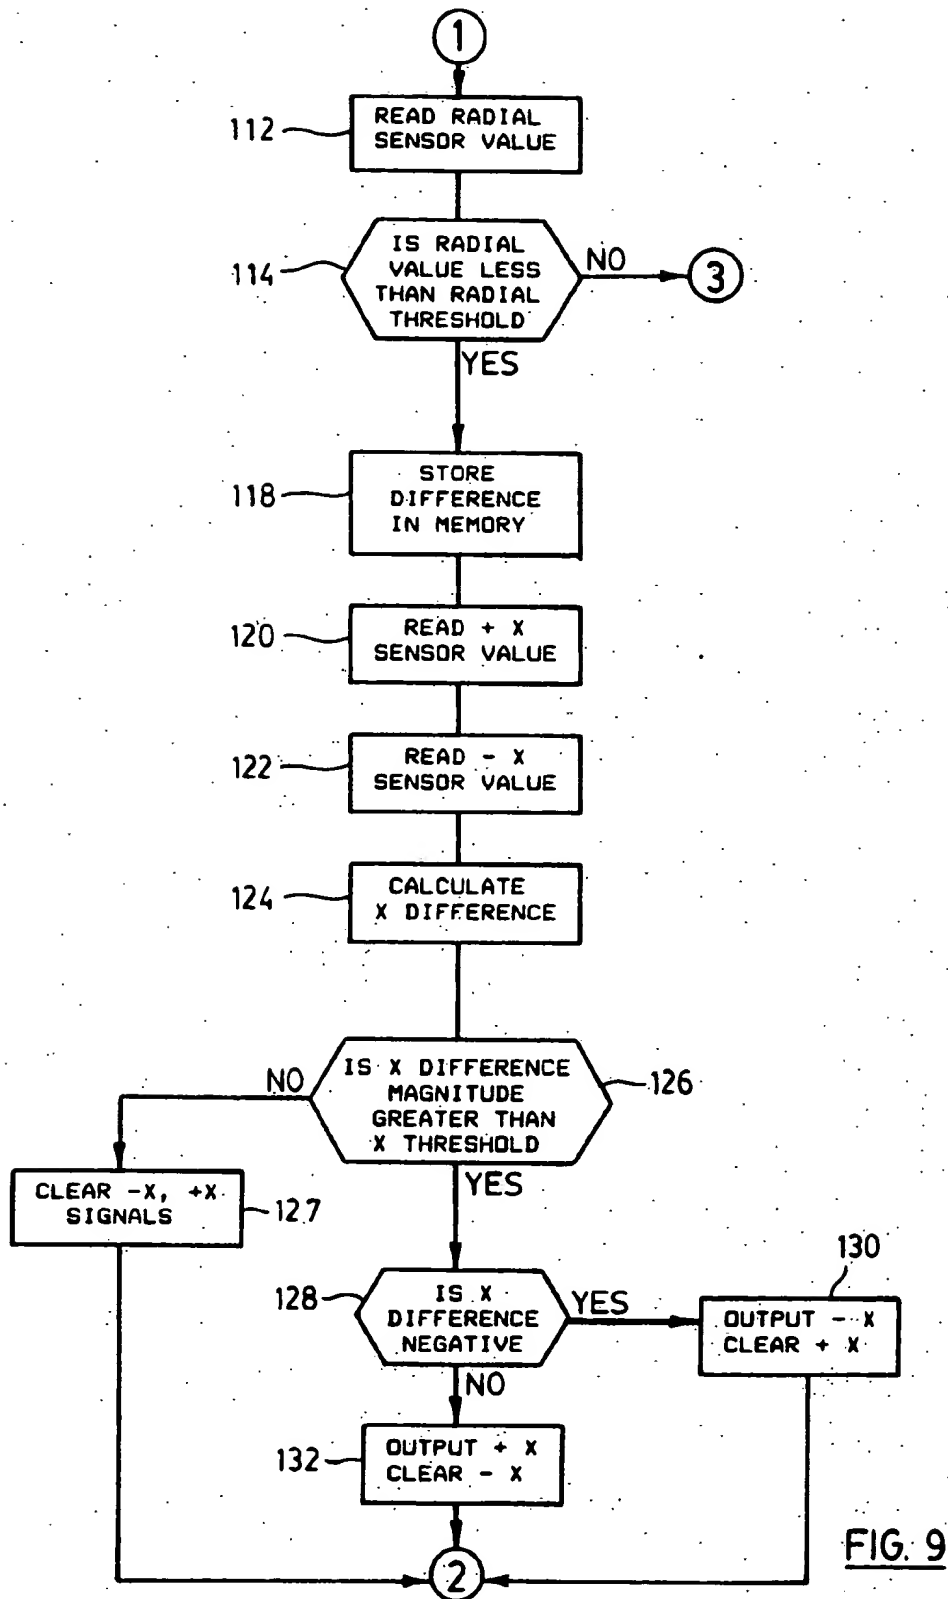 1
112
READ RADIAL
SENSOR VALUE
114
IS RADIAL
VALUE LESS
THAN RADIAL
THRESHOLD
NO
3
YES
118
STORE
DIFFERENCE
IN MEMORY
120
READ + X
SENSOR VALUE
122
READ - X
SENSOR VALUE
124
CALCULATE
X DIFFERENCE
126
IS X DIFFERENCE
MAGNITUDE
GREATER THAN
X THRESHOLD
NO
YES
CLEAR -X, +X
SIGNALS
127
128
IS X
DIFFERENCE
NEGATIVE
YES
130
OUTPUT - X
CLEAR + X
NO
132
OUTPUT + X
CLEAR - X
2
FIG. 9